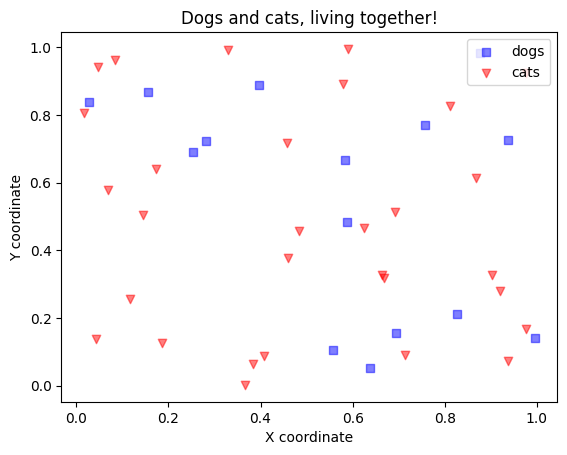 Dogs and cats, living together!
dogs
cats
Y coordinate
1.0
0.8
0.6
0.4
0.2
0.0
0.0 0.2 0.4 0.6 0.8 1.0
X coordinate